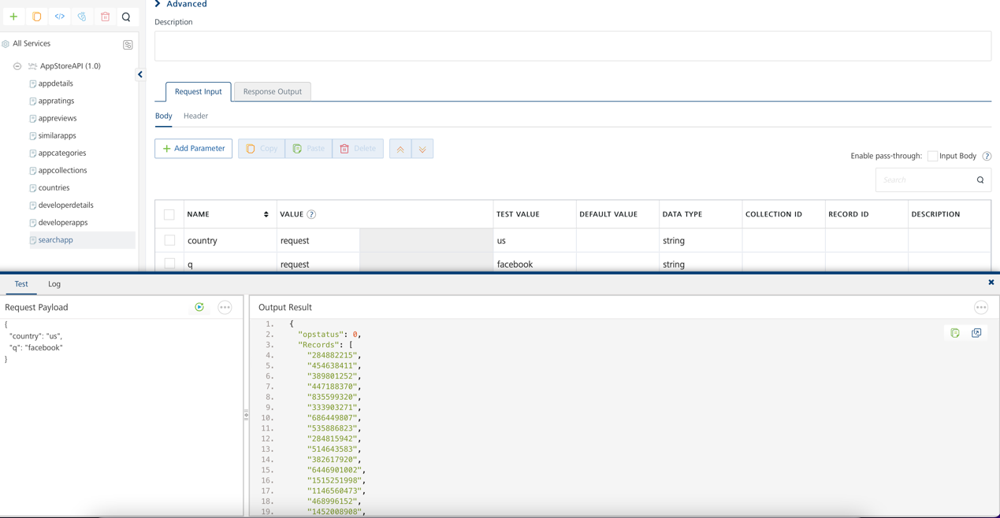 Advanced
Description
All Services
AppStoreAPI (1.0)
appdetails
appratings
appreviews
similarapps
appcategories
appcollections
countries
developerdetails
developerapps
searchapp
Request Input
Response Output
Body
Header
+ Add Parameter
Copy
Paste
Delete
Enable pass-through:
Input Body
?
Search
NAME VALUE ? TEST VALUE DEFAULT VALUE DATA TYPE COLLECTION ID RECORD ID DESCRIPTION
country request us string
q request facebook string
Test
Log
Request Payload
{
"country": "us",
"q": "facebook"
}
Output Result
1. {
2. "opstatus": 0,
3. "Records": [
4. "284882215",
5. "454638411",
6. "389801252",
7. "447188370",
8. "835599320",
9. "333903271",
10. "686449807",
11. "535886823",
12. "284815942",
13. "514643583",
14. "382617920",
15. "6446901002",
16. "1515251998",
17. "1146560473",
18. "468996152",
19. "1452008908",